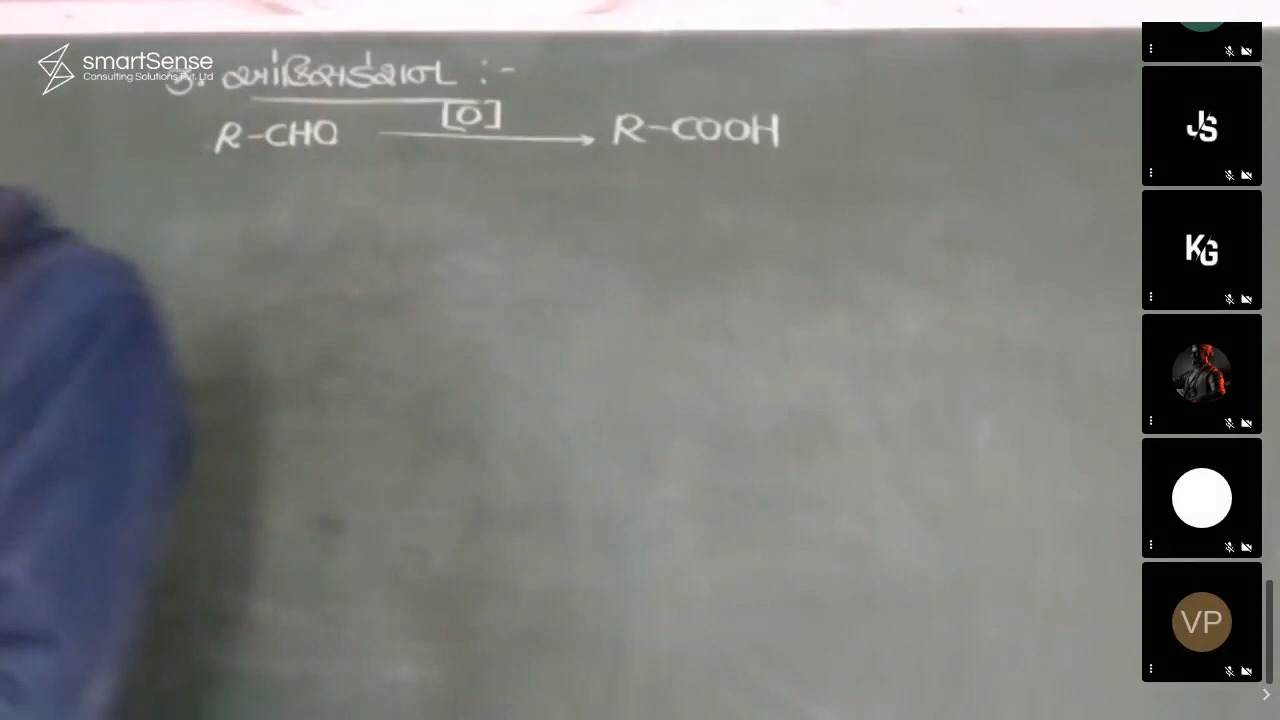 smartSense
Consulting Solutions Pvt. Ltd.
ઓક્સિડેશન :-
R-CHO [O] → R-COOH
JS
KG
VP